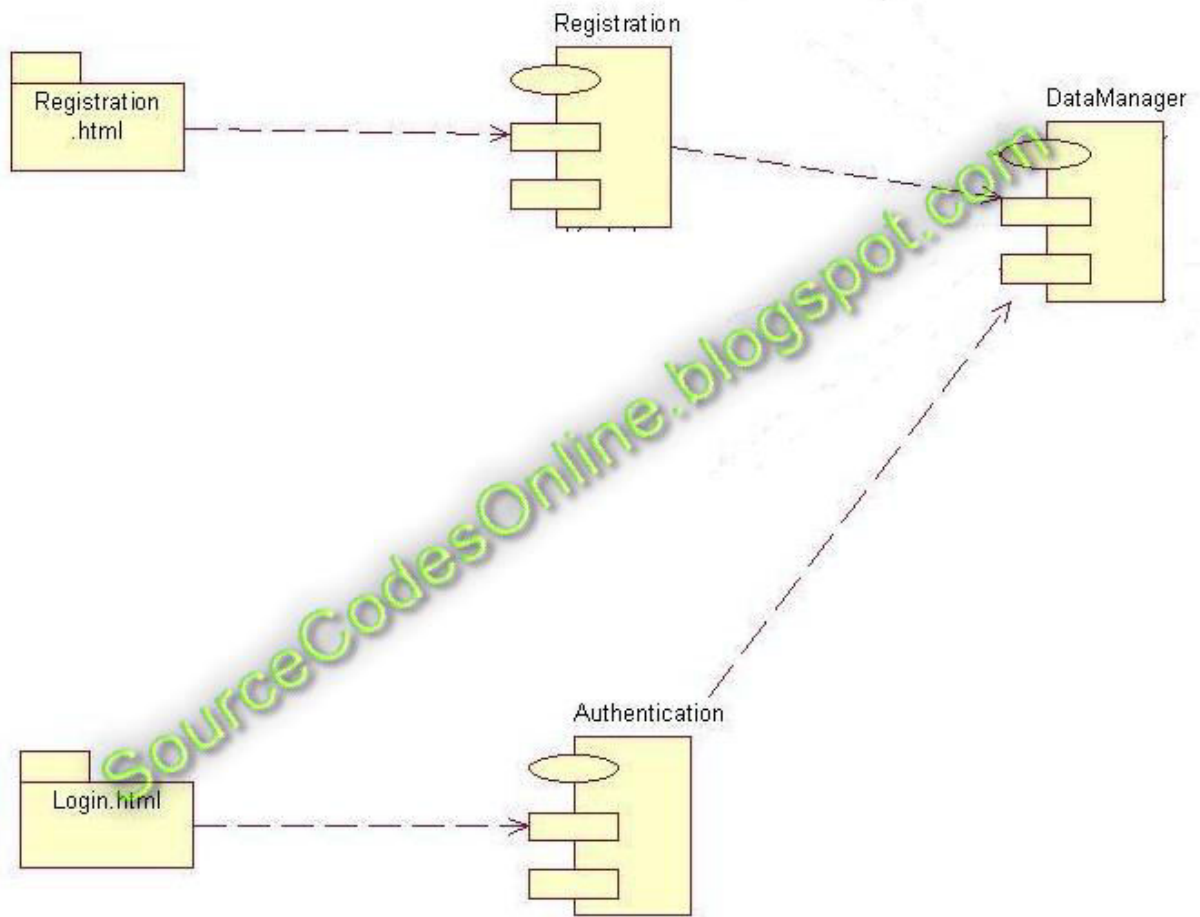 Registration
Registration
.html
DataManager
SourceCodesOnline.blogspot.com
Authentication
Login.html